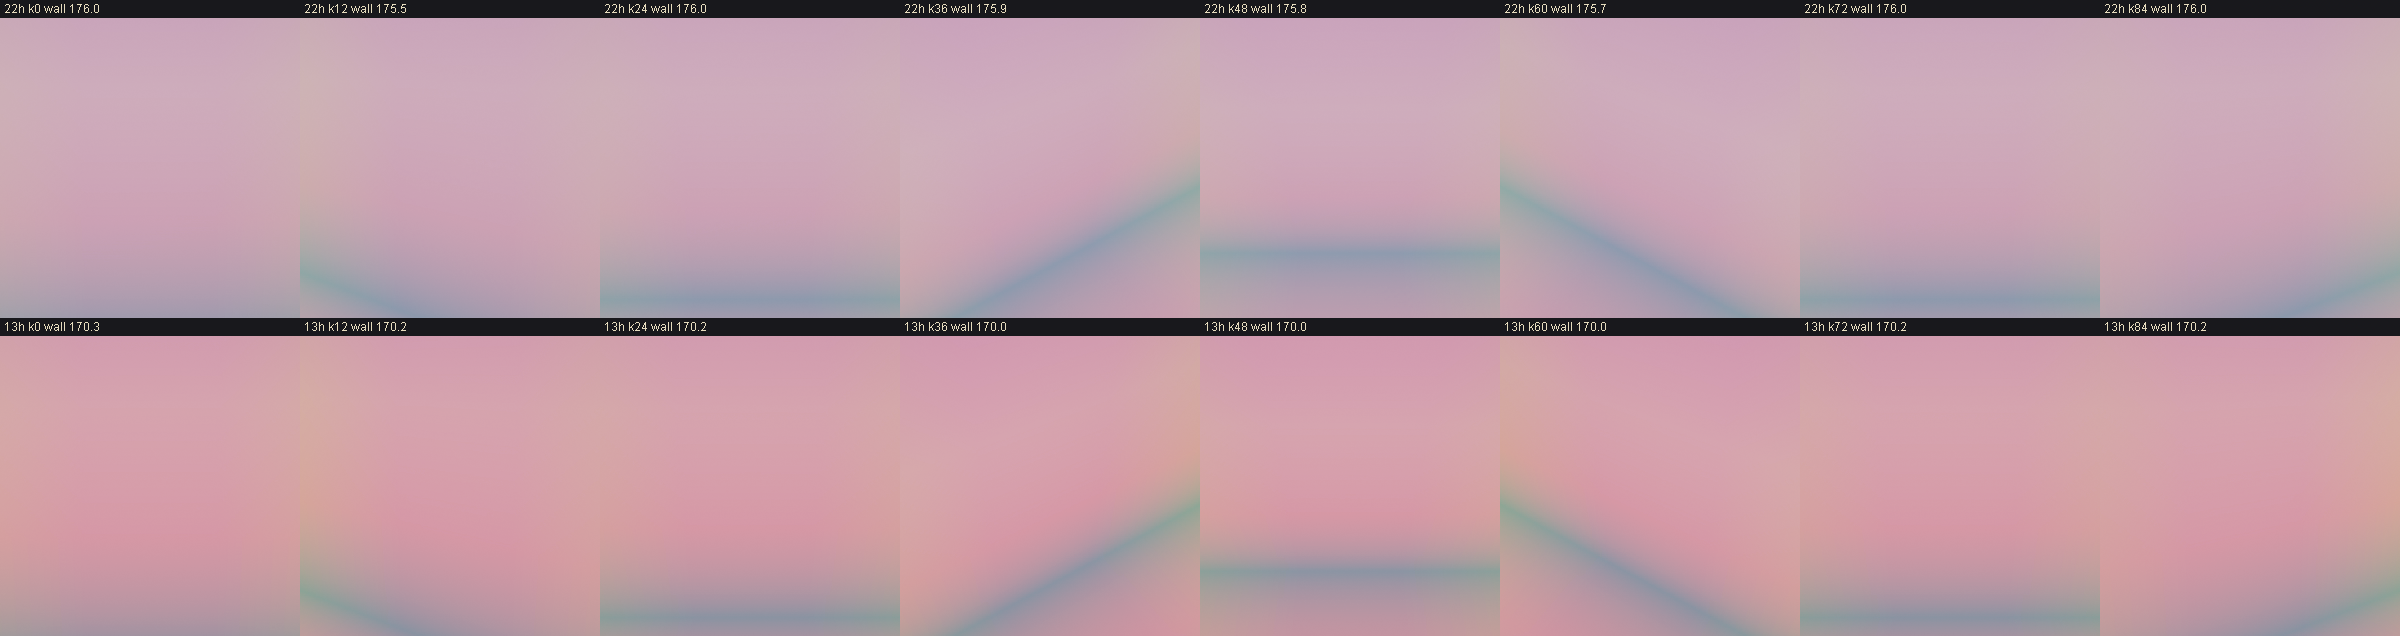 22h k0 wall 176.0
22h k12 wall 175.5
22h k24 wall 176.0
22h k36 wall 175.9
22h k48 wall 175.8
22h k60 wall 175.7
22h k72 wall 176.0
22h k84 wall 176.0
13h k0 wall 170.3
13h k12 wall 170.2
13h k24 wall 170.2
13h k36 wall 170.0
13h k48 wall 170.0
13h k60 wall 170.0
13h k72 wall 170.2
13h k84 wall 170.2